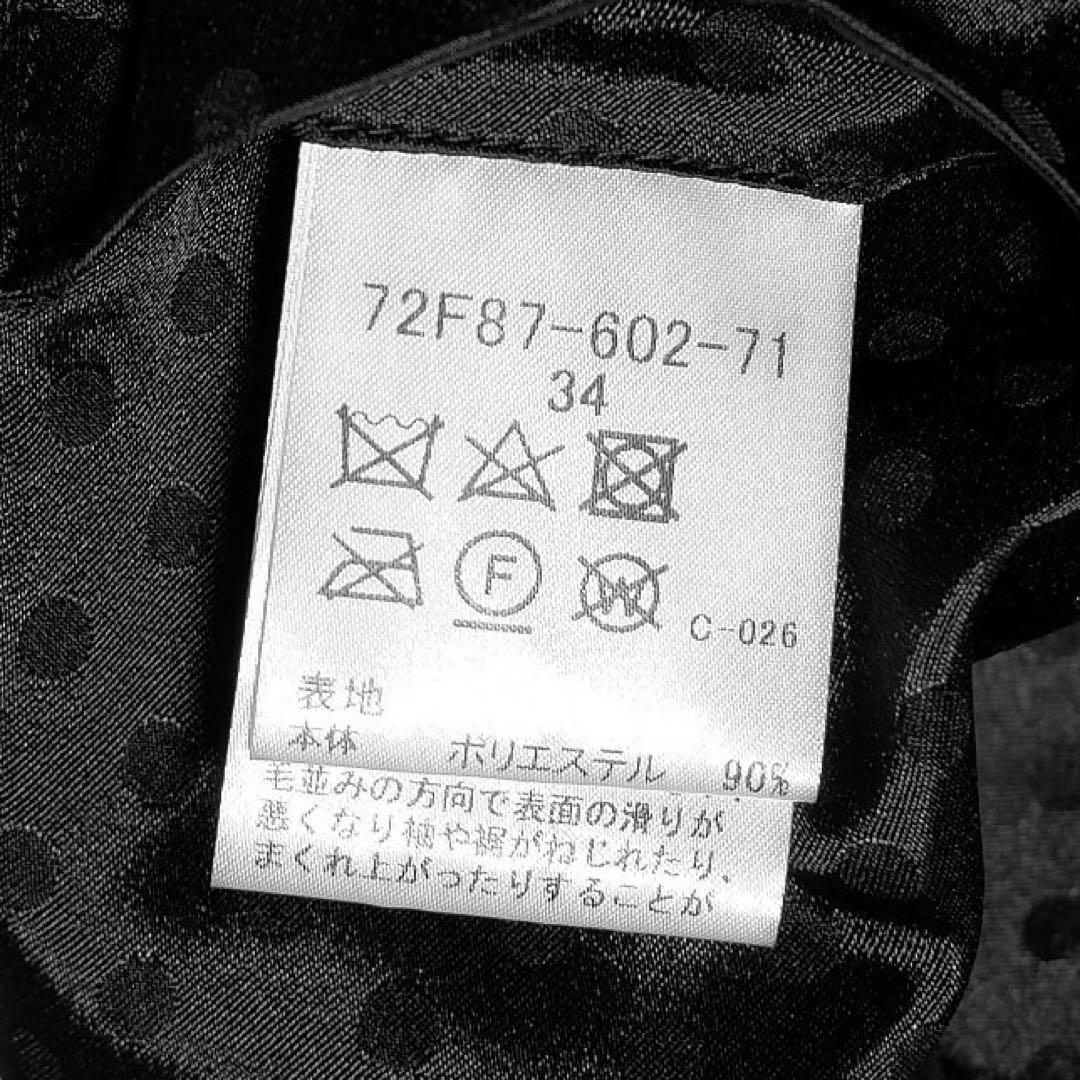 72F87-602-71
34
F
W
C-026
表地
本体 ポリエステル 90%
毛並みの方向で表面の滑りが
悪くなり袖や裾がねじれたり、
まくれ上がったりすることが